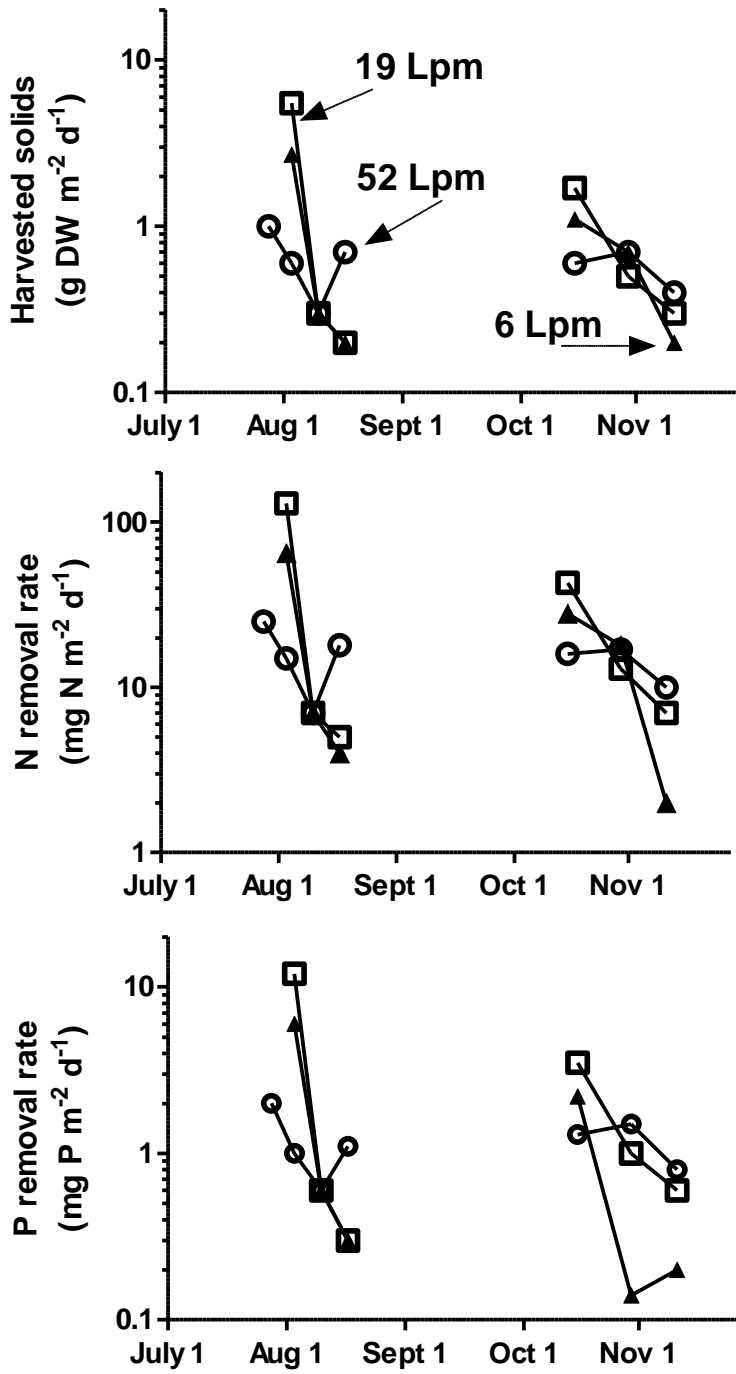 Harvested solids
(g DW m-2 d-1)
10
1
0.1
19 Lpm
52 Lpm
6 Lpm
July 1 Aug 1 Sept 1 Oct 1 Nov 1
N removal rate
(mg N m-2 d-1)
100
10
1
July 1 Aug 1 Sept 1 Oct 1 Nov 1
P removal rate
(mg P m-2 d-1)
10
1
0.1
July 1 Aug 1 Sept 1 Oct 1 Nov 1